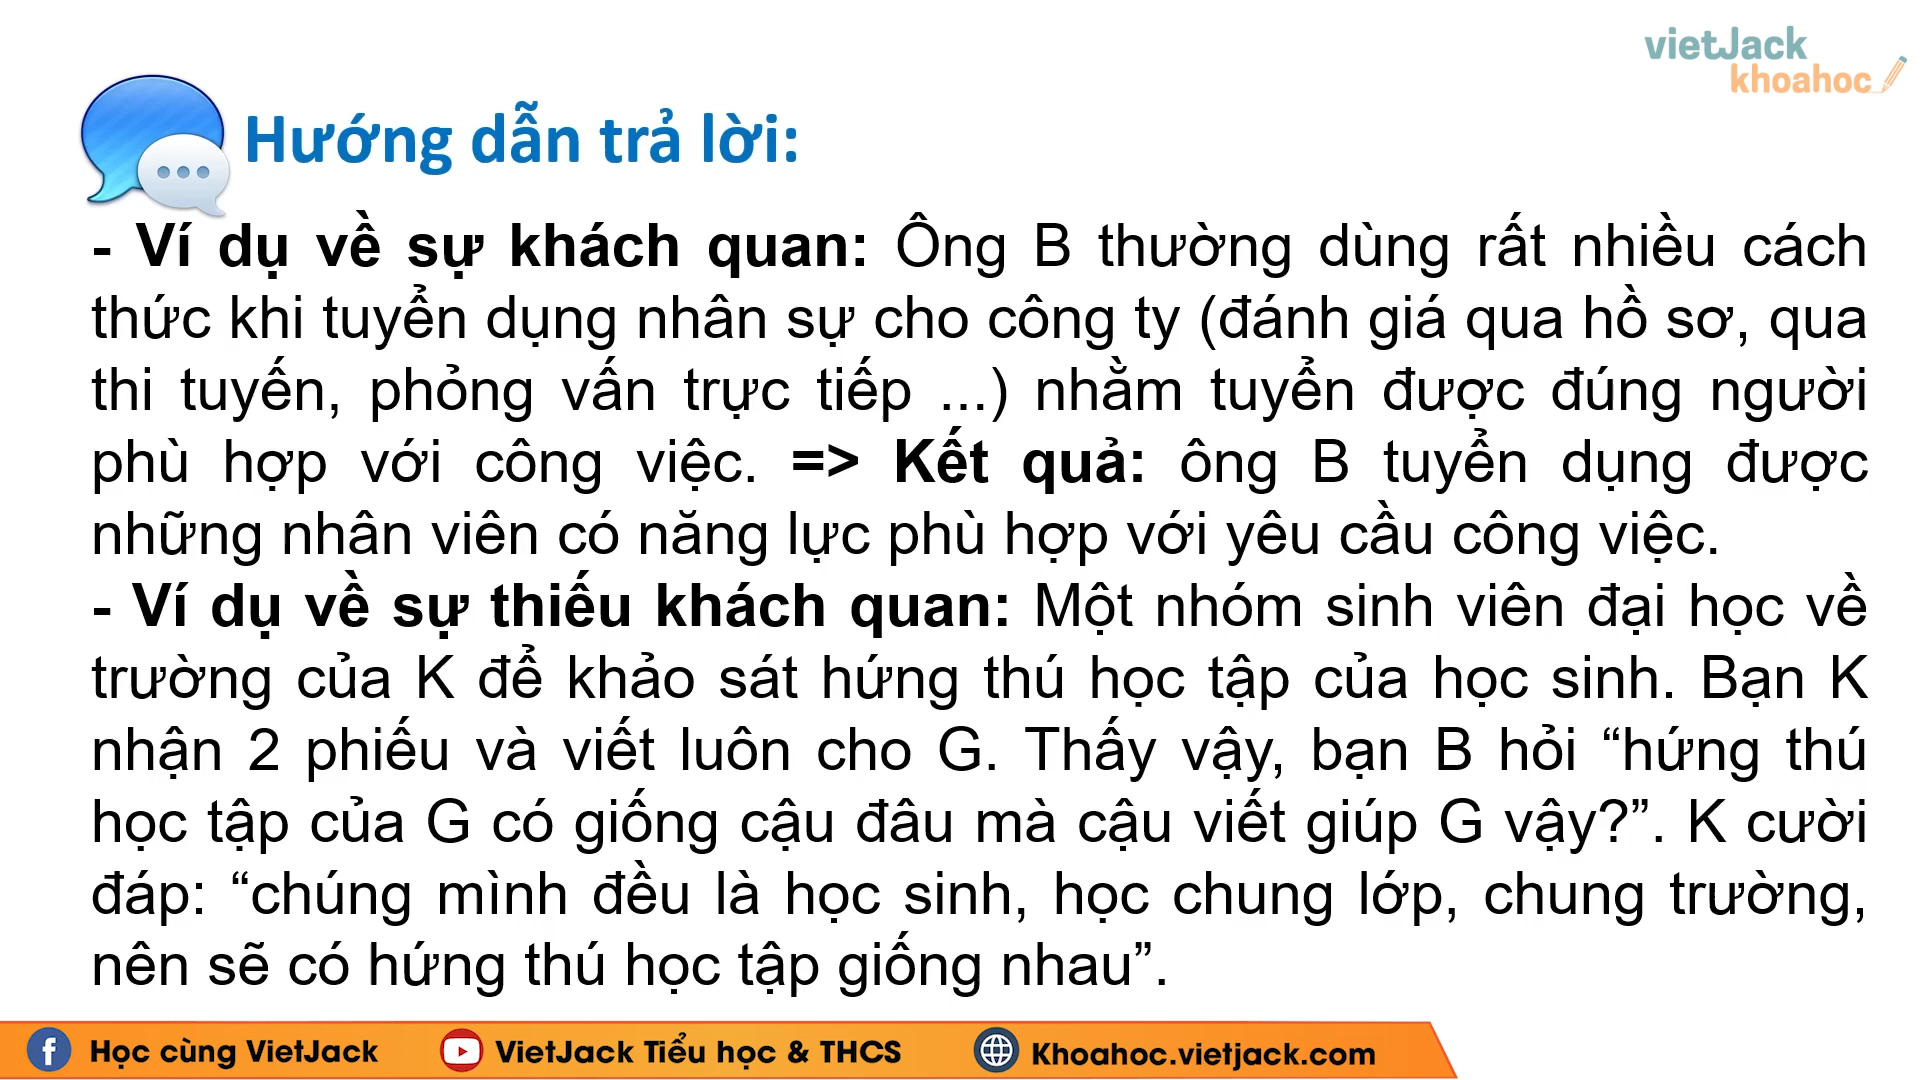 vietJack
khoahoc
Hướng dẫn trả lời:
- Ví dụ về sự khách quan: Ông B thường dùng rất nhiều cách
thức khi tuyển dụng nhân sự cho công ty (đánh giá qua hồ sơ, qua
thi tuyến, phỏng vấn trực tiếp ...) nhằm tuyển được đúng người
phù hợp với công việc. => Kết quả: ông B tuyển dụng được
những nhân viên có năng lực phù hợp với yêu cầu công việc.
- Ví dụ về sự thiếu khách quan: Một nhóm sinh viên đại học về
trường của K để khảo sát hứng thú học tập của học sinh. Bạn K
nhận 2 phiếu và viết luôn cho G. Thấy vậy, bạn B hỏi “hứng thú
học tập của G có giống cậu đâu mà cậu viết giúp G vậy?”. K cười
đáp: “chúng mình đều là học sinh, học chung lớp, chung trường,
nên sẽ có hứng thú học tập giống nhau”.
Học cùng VietJack
VietJack Tiểu học & THCS
Khoahoc.vietjack.com